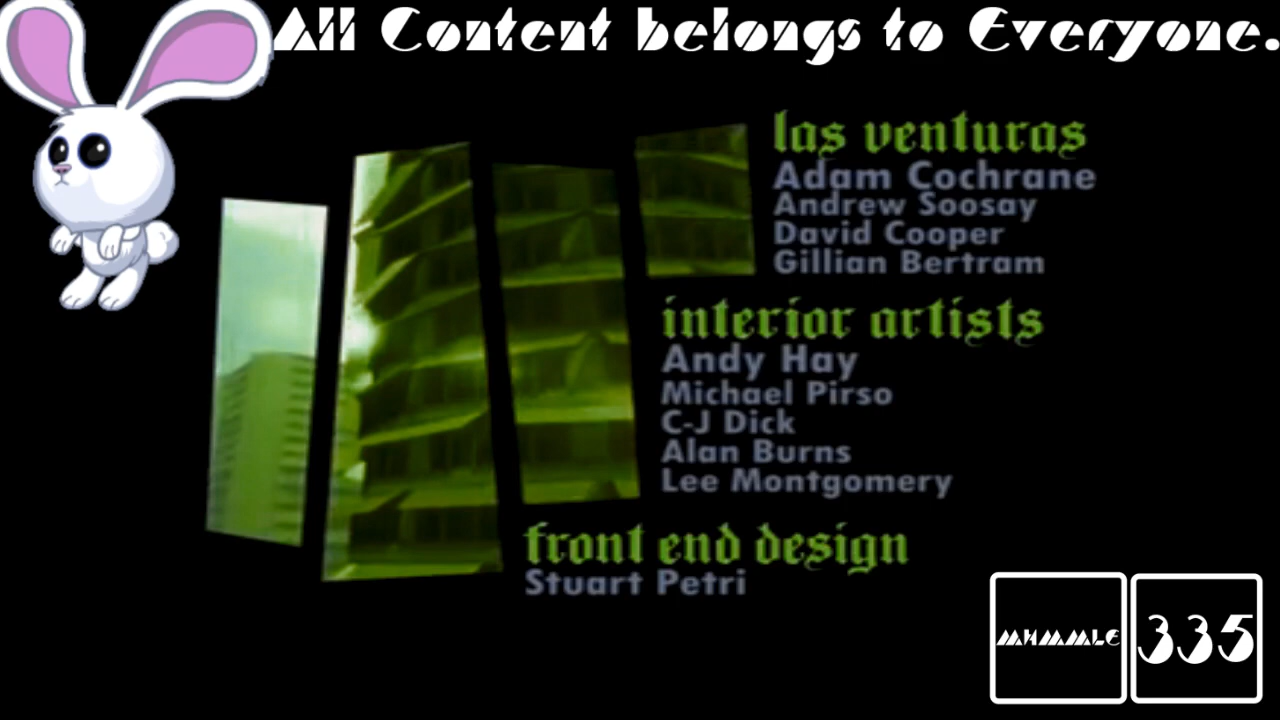 All Content belongs to Everyone.
las venturas
Adam Cochrane
Andrew Soosay
David Cooper
Gillian Bertram
interior artists
Andy Hay
Michael Pirso
C-J Dick
Alan Burns
Lee Montgomery
front end design
Stuart Petri
MHMMLE
335